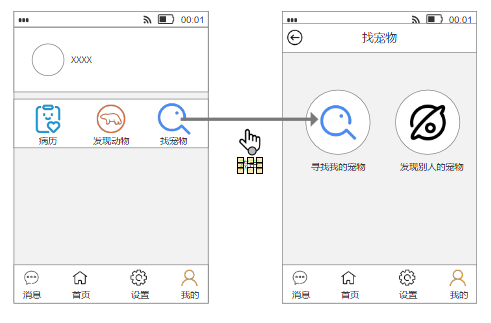 00:01
XXXX
病历
发现动物
找宠物
消息
首页
设置
我的
00:01
找宠物
寻找我的宠物
发现别人的宠物
消息
首页
设置
我的